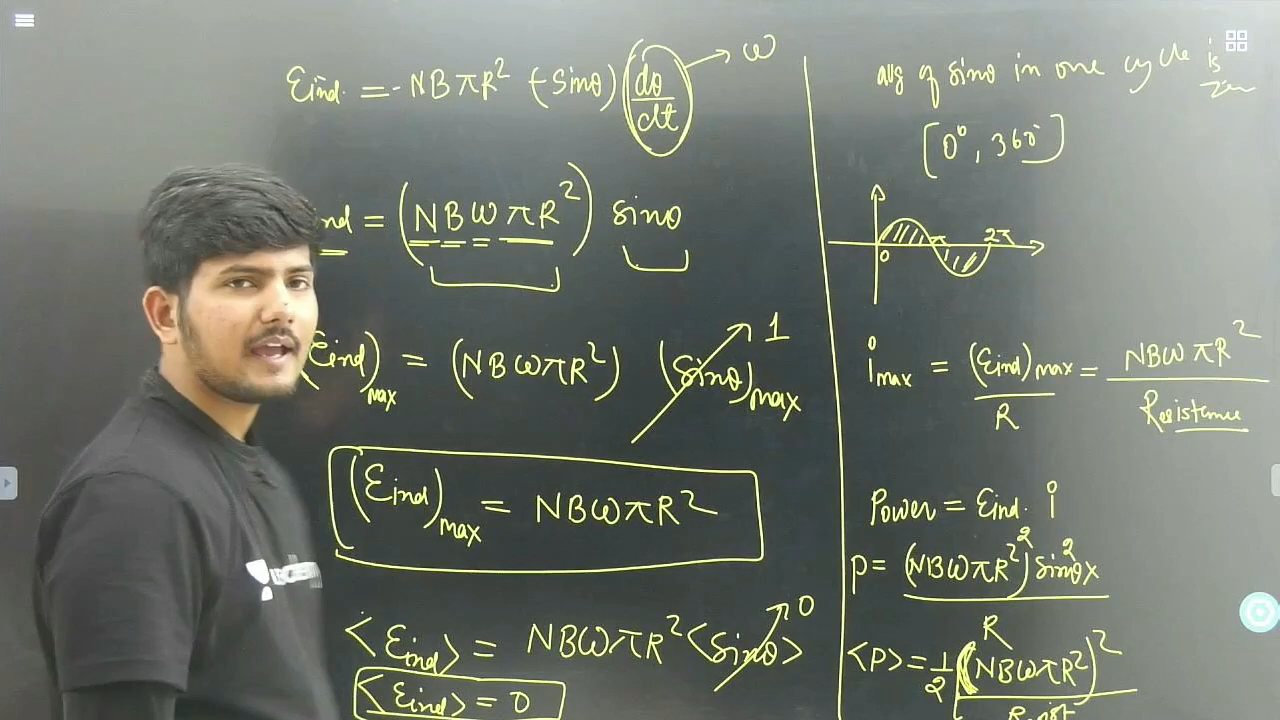 Eind. = - NBπR² (-Sinθ) (dθ/dt) → ω
ind = (NBωπR²) sinθ
(Eind)max = (NBωπR²) (Sinθ)max → 1
(Eind)max = NBωπR²
<Eind> = NBωπR² <Sinθ> → 0
<Eind> = 0
avg of sinθ in one cycle is
[0°, 360°]
0 π 2π
imax = (Eind)max / R = NBωπR² / Resistance
Power = Eind. i
P = (NBωπR²)² sin²θ x / R
<P> = 1/2 (NBωπR²)² /